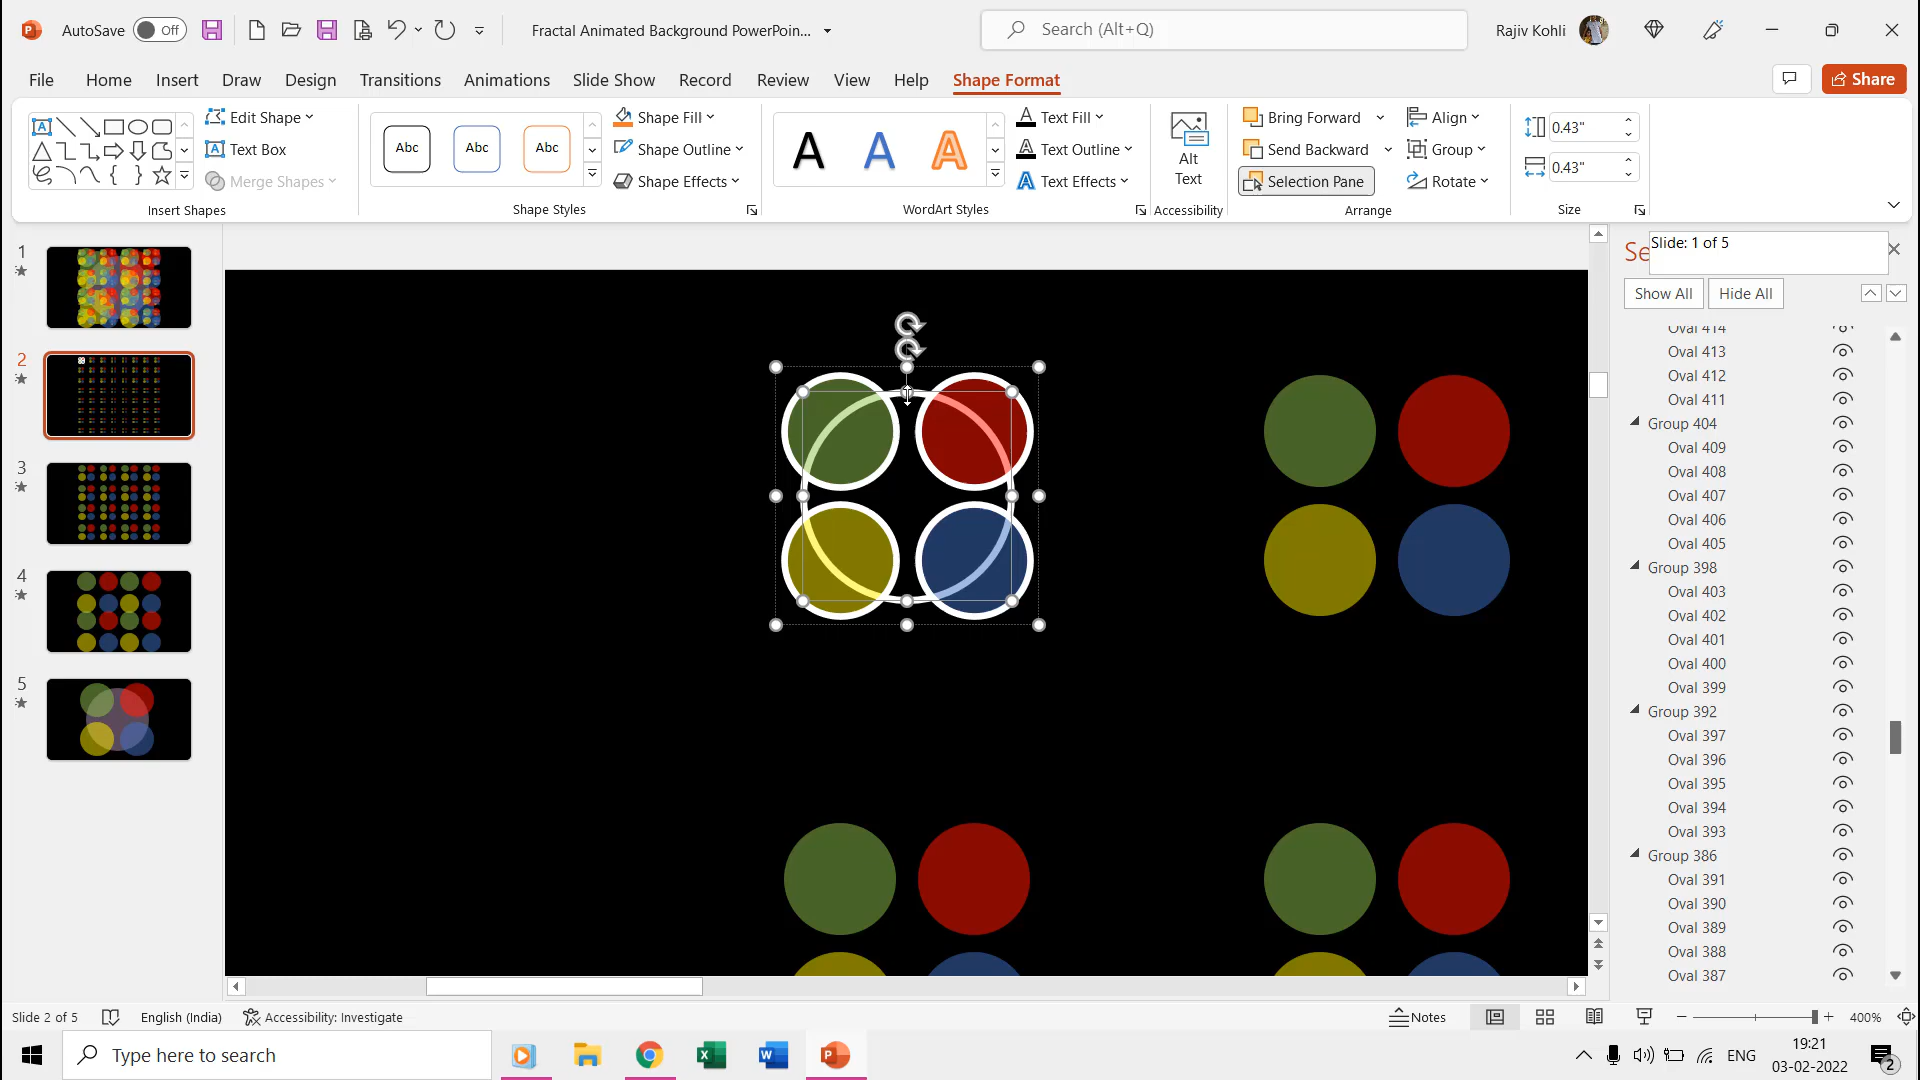 AutoSave Off Fractal Animated Background PowerPoin... Search (Alt+Q) Rajiv Kohli
File Home Insert Draw Design Transitions Animations Slide Show Record Review View Help Shape Format Share
Edit Shape
Text Box
Merge Shapes
Insert Shapes
Abc Abc Abc
Shape Fill
Shape Outline
Shape Effects
Shape Styles
A A A
Text Fill
Text Outline
Text Effects
WordArt Styles
Alt
Text
Accessibility
Bring Forward
Send Backward
Selection Pane
Align
Group
Rotate
Arrange
0.43"
0.43"
Size
1
2
3
4
5
Se
Slide: 1 of 5
Show All Hide All
Oval 414
Oval 413
Oval 412
Oval 411
Group 404
Oval 409
Oval 408
Oval 407
Oval 406
Oval 405
Group 398
Oval 403
Oval 402
Oval 401
Oval 400
Oval 399
Group 392
Oval 397
Oval 396
Oval 395
Oval 394
Oval 393
Group 386
Oval 391
Oval 390
Oval 389
Oval 388
Oval 387
Slide 2 of 5 English (India) Accessibility: Investigate Notes 400%
Type here to search ENG 19:21
03-02-2022
2